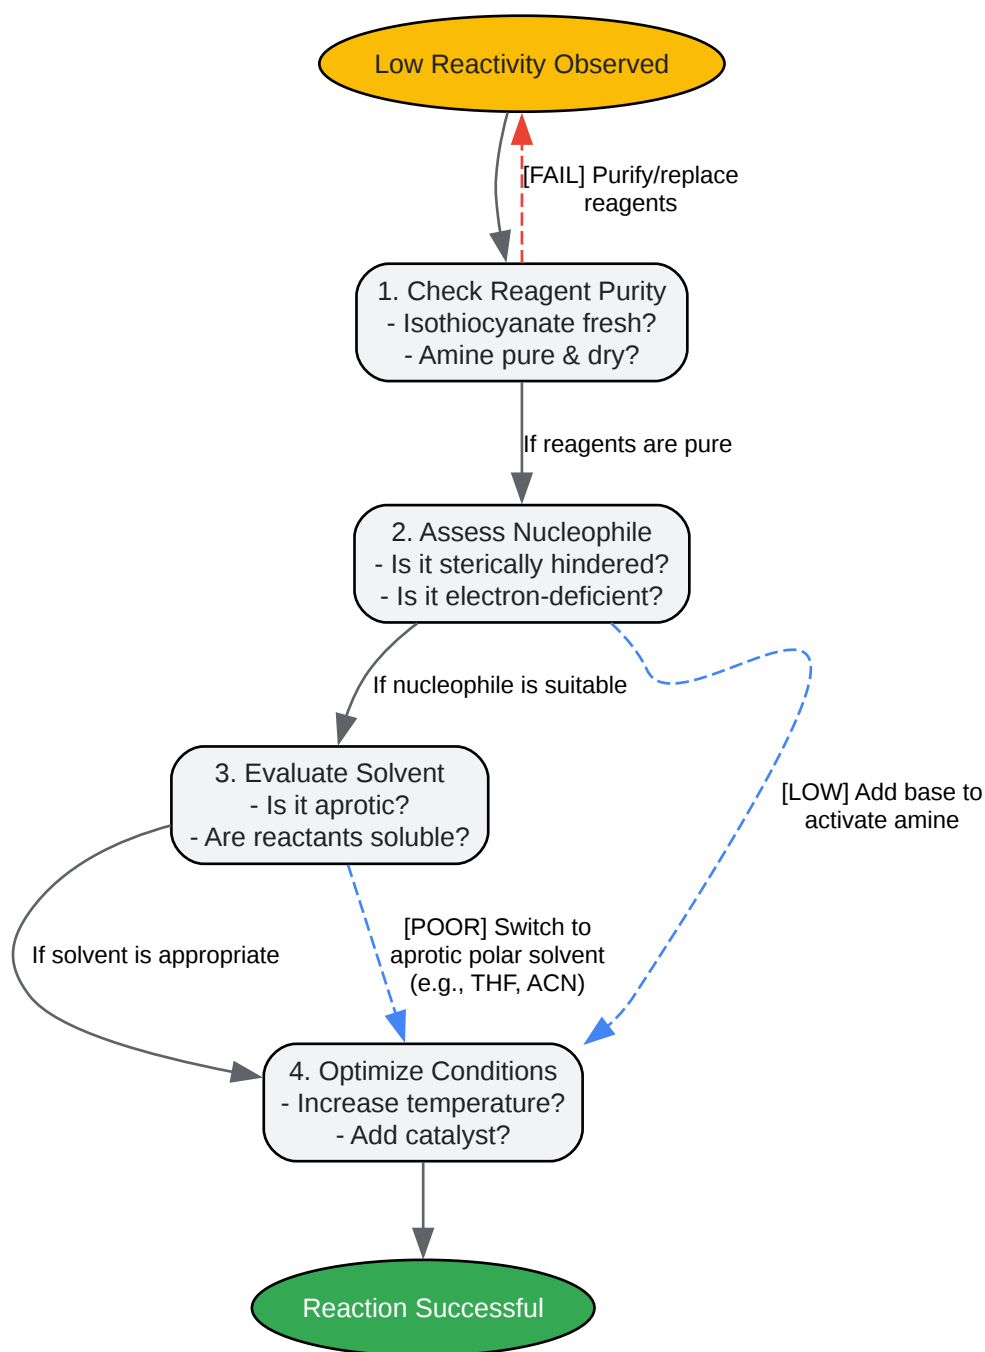 Low Reactivity Observed
[FAIL] Purify/replace
reagents
1. Check Reagent Purity
- Isothiocyanate fresh?
- Amine pure & dry?
If reagents are pure
2. Assess Nucleophile
- Is it sterically hindered?
- Is it electron-deficient?
If nucleophile is suitable
3. Evaluate Solvent
- Is it aprotic?
- Are reactants soluble?
[LOW] Add base to
activate amine
If solvent is appropriate
[POOR] Switch to
aprotic polar solvent
(e.g., THF, ACN)
4. Optimize Conditions
- Increase temperature?
- Add catalyst?
Reaction Successful